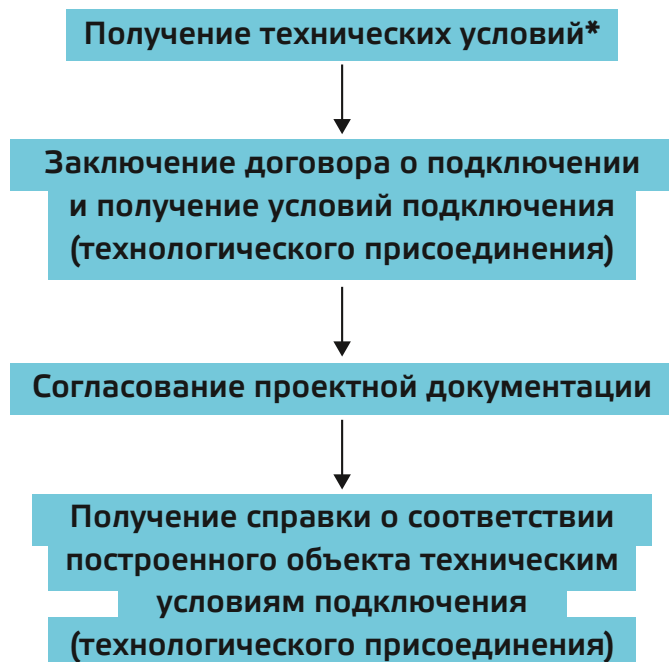 Получение технических условий*
Заключение договора о подключении
и получение условий подключения
(технологического присоединения)
Согласование проектной документации
Получение справки о соответствии
построенного объекта техническим
условиям подключения
(технологического присоединения)